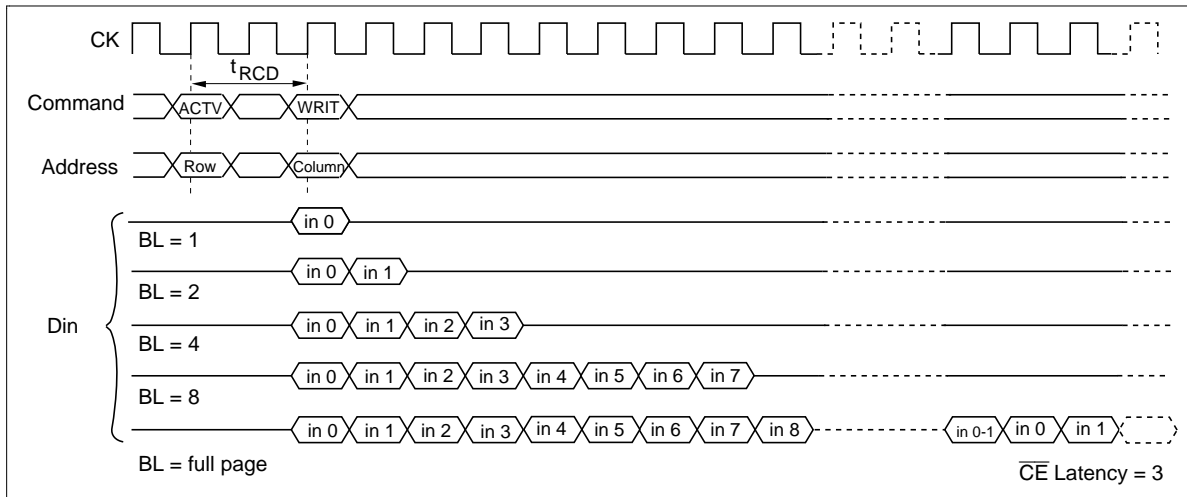 CK
tRCD
Command ACTV WRIT
Address Row Column
in 0
BL = 1
in 0 in 1
BL = 2
Din
in 0 in 1 in 2 in 3
BL = 4
in 0 in 1 in 2 in 3 in 4 in 5 in 6 in 7
BL = 8
in 0 in 1 in 2 in 3 in 4 in 5 in 6 in 7 in 8 in 0-1 in 0 in 1
BL = full page
C̅E̅ Latency = 3